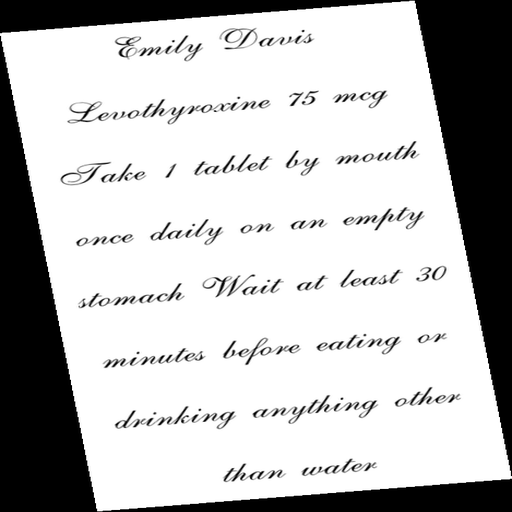 Emily Davis
Levothyroxine 75 mcg
Take 1 tablet by mouth
once daily on an empty
stomach Wait at least 30
minutes before eating or
drinking anything other
than water